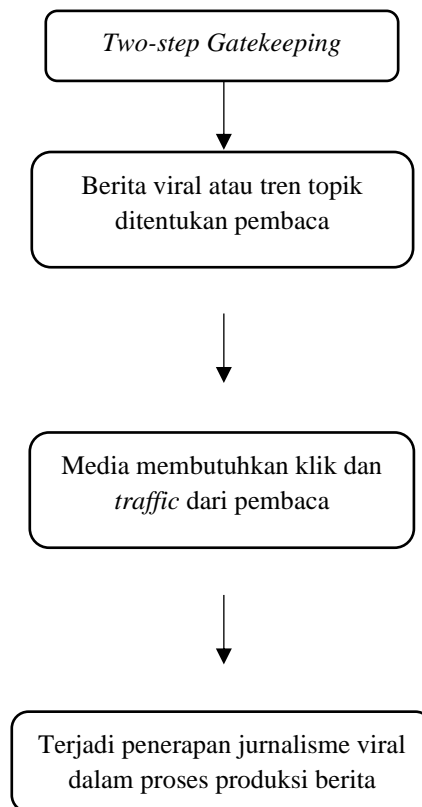 Two-step Gatekeeping
Berita viral atau tren topik
ditentukan pembaca
Media membutuhkan klik dan
traffic dari pembaca
Terjadi penerapan jurnalisme viral
dalam proses produksi berita